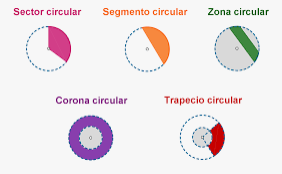 Sector circular
Segmento circular
Zona circular
Corona circular
Trapecio circular